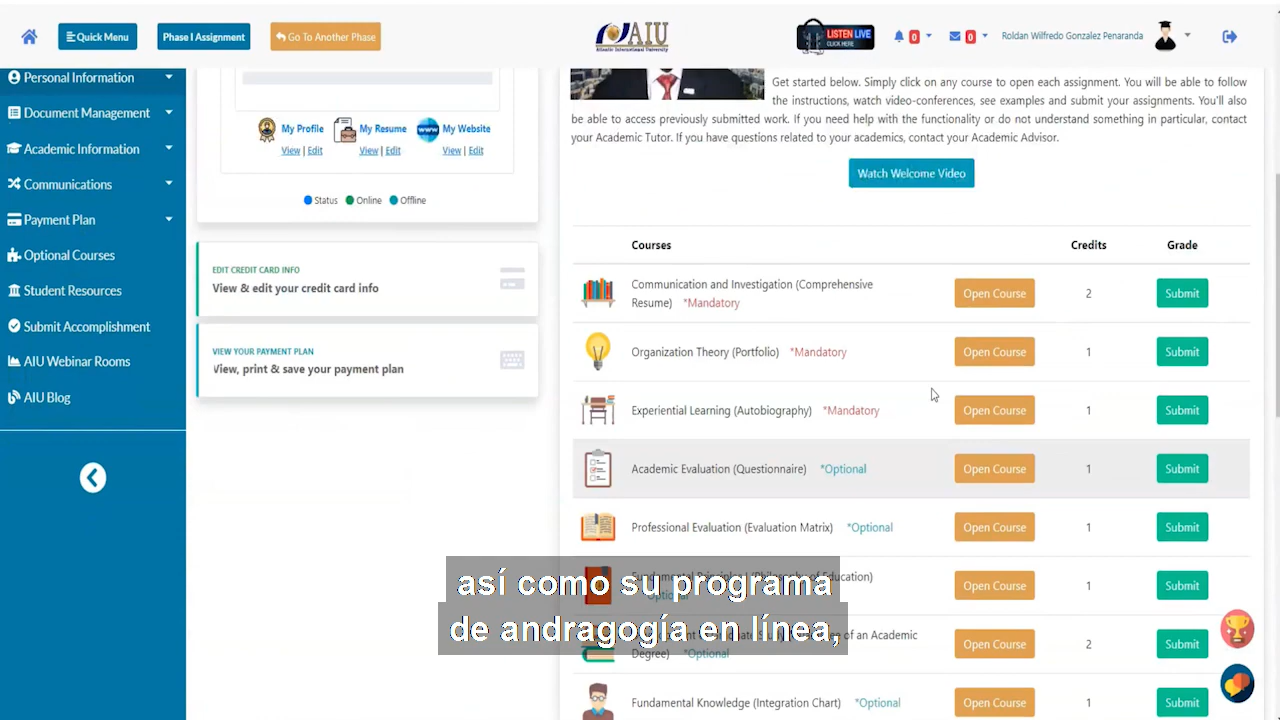 Quick Menu
Phase I Assignment
Go To Another Phase
AIU
Atlantic International University
LISTEN LIVE
CLICK HERE
0
0
Roldan Wilfredo Gonzalez Penaranda
Personal Information
Document Management
Academic Information
Communications
Payment Plan
Optional Courses
Student Resources
Submit Accomplishment
AIU Webinar Rooms
AIU Blog
My Profile
View | Edit
My Resume
View | Edit
WWW
My Website
View | Edit
Status
Online
Offline
EDIT CREDIT CARD INFO
View & edit your credit card info
VIEW YOUR PAYMENT PLAN
View, print & save your payment plan
Get started below. Simply click on any course to open each assignment. You will be able to follow
the instructions, watch video-conferences, see examples and submit your assignments. You'll also
be able to access previously submitted work. If you need help with the functionality or do not understand something in particular, contact
your Academic Tutor. If you have questions related to your academics, contact your Academic Advisor.
Watch Welcome Video
Courses Credits Grade
Communication and Investigation (Comprehensive
Resume) *Mandatory
Open Course 2 Submit
Organization Theory (Portfolio) *Mandatory Open Course 1 Submit
Experiential Learning (Autobiography) *Mandatory Open Course 1 Submit
Academic Evaluation (Questionnaire) *Optional Open Course 1 Submit
Professional Evaluation (Evaluation Matrix) *Optional Open Course 1 Submit
Education)
Open Course 1 Submit
of an Academic
Degree) *Optional
Open Course 2 Submit
Fundamental Knowledge (Integration Chart) *Optional Open Course 1 Submit
así como su programa
de andragogía en línea,